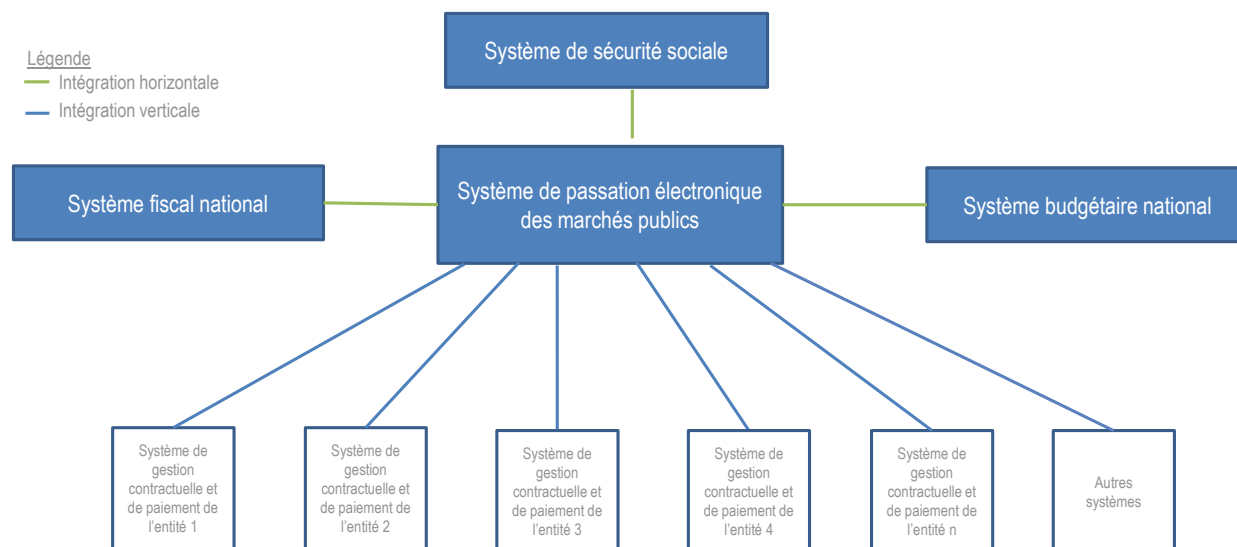 Système de sécurité sociale
Légende
Intégration horizontale
Intégration verticale
Système fiscal national
Système de passation électronique
des marchés publics
Système budgétaire national
Système de
gestion
contractuelle et
de paiement de
l’entité 1
Système de
gestion
contractuelle et
de paiement de
l’entité 2
Système de
gestion
contractuelle et
de paiement de
l’entité 3
Système de
gestion
contractuelle et
de paiement de
l’entité 4
Système de
gestion
contractuelle et
de paiement de
l’entité n
Autres
systèmes